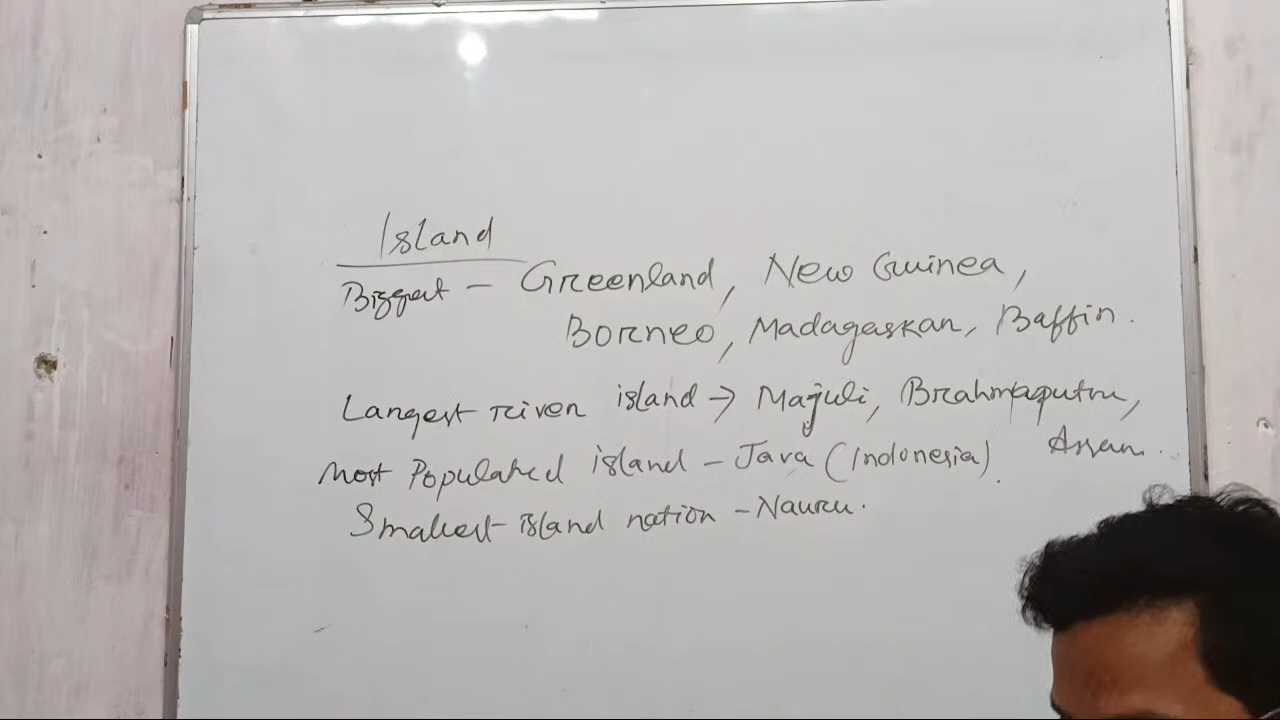 Island
Biggest - Greenland, New Guinea,
Borneo, Madagaskar, Baffin.
Largest river island → Majuli, Brahmaputra,
Assam.
Most Populated island - Java (Indonesia).
Smallest island nation - Nauru.